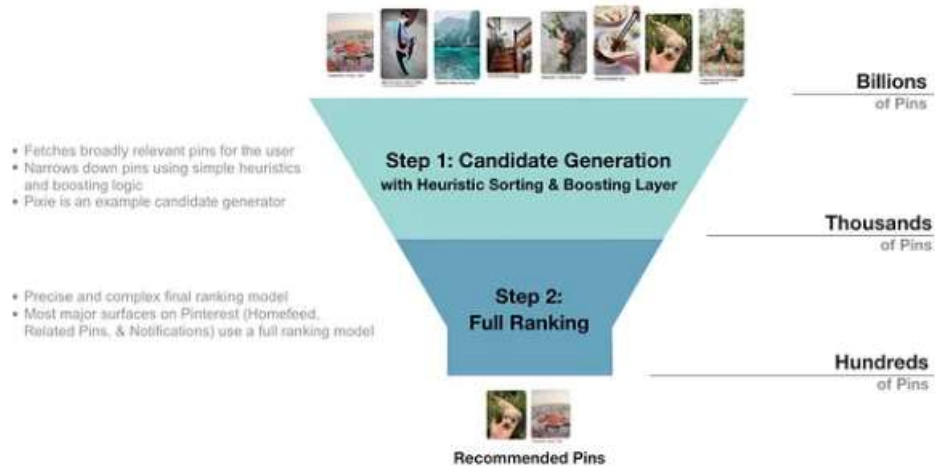 Billions
of Pins
• Fetches broadly relevant pins for the user
• Narrows down pins using simple heuristics
and boosting logic
• Pixie is an example candidate generator
Step 1: Candidate Generation
with Heuristic Sorting & Boosting Layer
Thousands
of Pins
• Precise and complex final ranking model
• Most major surfaces on Pinterest (Homefeed,
Related Pins, & Notifications) use a full ranking model
Step 2:
Full Ranking
Hundreds
of Pins
Recommended Pins